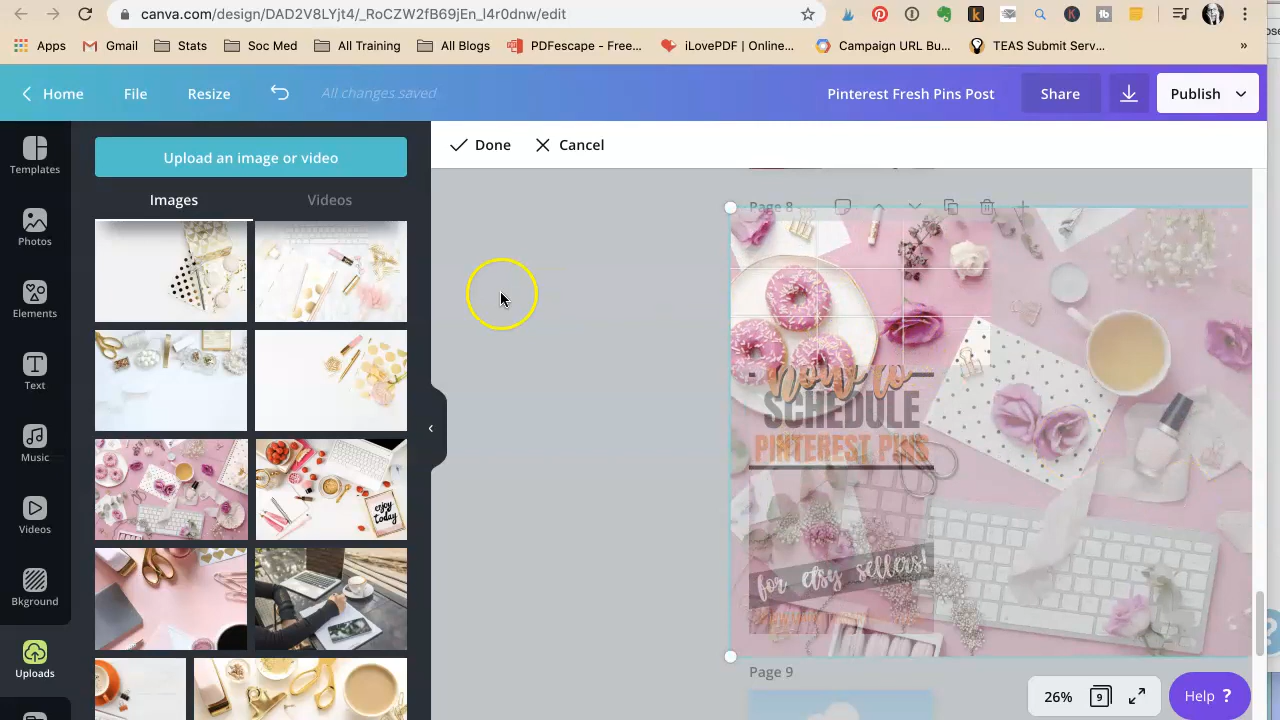 canva.com/design/DAD2V8LYjt4/_RoCZW2fB69jEn_l4r0dnw/edit
Apps Gmail Stats Soc Med All Training All Blogs PDFescape - Free... iLovePDF | Online... Campaign URL Bu... TEAS Submit Serv... »
Home File Resize All changes saved Pinterest Fresh Pins Post Share Publish
Templates
Photos
Elements
Text
Music
Videos
Bkground
Uploads
Upload an image or video
Images Videos
enjoy
today
Done Cancel
Page 8
how to
SCHEDULE
PINTEREST PINS
for etsy sellers!
Page 9
26% 9 Help ?